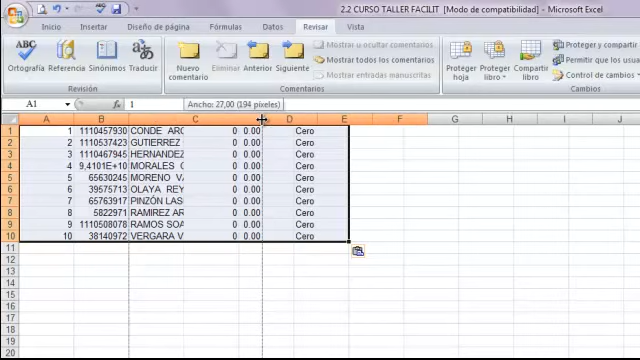 2.2 CURSO TALLER FACILIT [Modo de compatibilidad] - Microsoft Excel
Inicio Insertar Diseño de página Fórmulas Datos Revisar Vista
ABC
Ortografía Referencia Sinónimos Traducir
Revisión
Nuevo comentario Eliminar Anterior Siguiente
Mostrar u ocultar comentarios
Mostrar todos los comentarios
Mostrar entradas manuscritas
Comentarios
Proteger hoja Proteger libro Compartir libro
Proteger y compartir
Permitir que los usua
Control de cambios
A1 1
Ancho: 27,00 (194 píxeles)
A B C D E F G H I J
1 1 1110457930 CONDE ARC 0 0.00 Cero
2 2 1110537423 GUTIERREZ 0 0.00 Cero
3 3 1110467945 HERNANDEZ 0 0.00 Cero
4 4 9,4101E+10 MORALES C 0 0.00 Cero
5 5 65630245 MORENO VA 0 0.00 Cero
6 6 39575713 OLAYA REY 0 0.00 Cero
7 7 65763917 PINZÓN LAS 0 0.00 Cero
8 8 5822971 RAMIREZ AR 0 0.00 Cero
9 9 1110508078 RAMOS SOA 0 0.00 Cero
10 10 38140972 VERGARA V 0 0.00 Cero
11
12
13
14
15
16
17
18
19
20